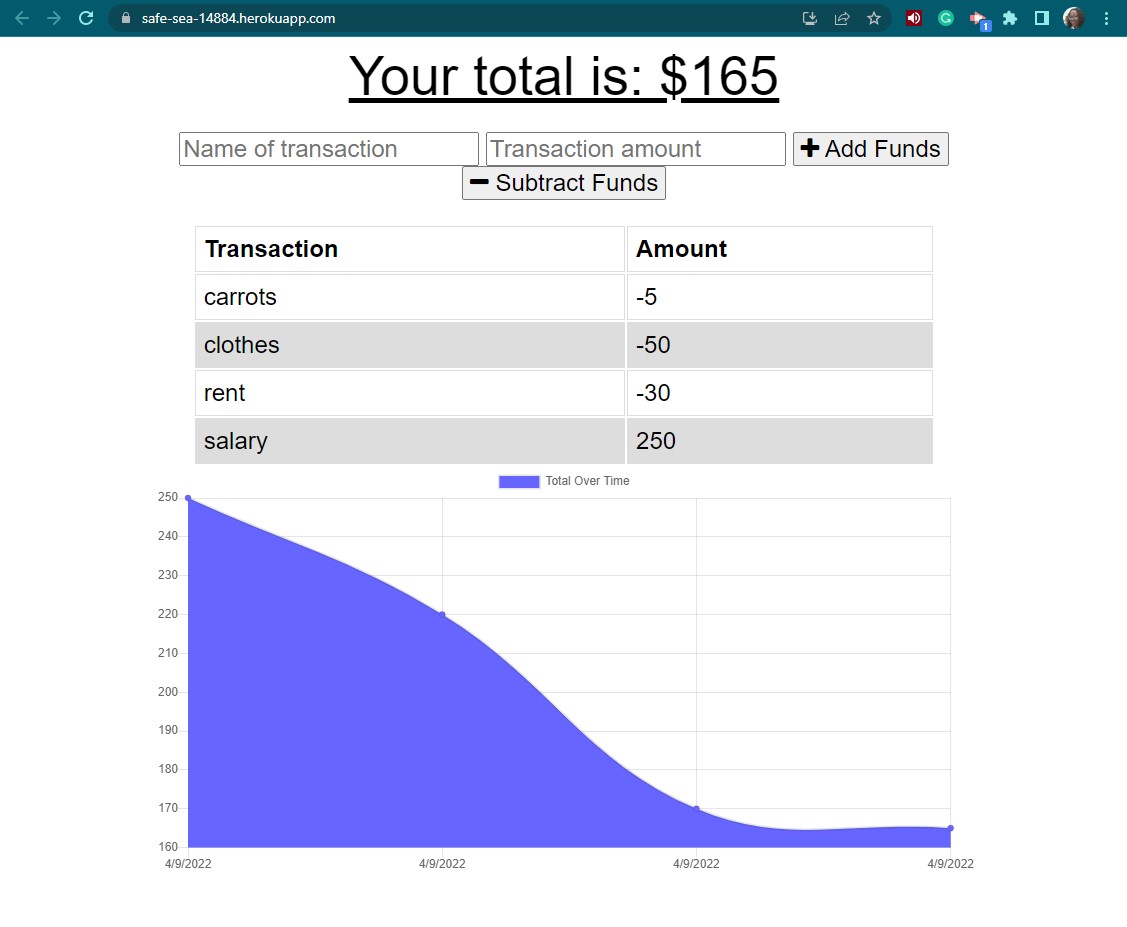 safe-sea-14884.herokuapp.com
1
Your total is: $165
Name of transaction Transaction amount Add Funds
Subtract Funds
Transaction Amount
carrots -5
clothes -50
rent -30
salary 250
Total Over Time
250
240
230
220
210
200
190
180
170
160
4/9/2022 4/9/2022 4/9/2022 4/9/2022